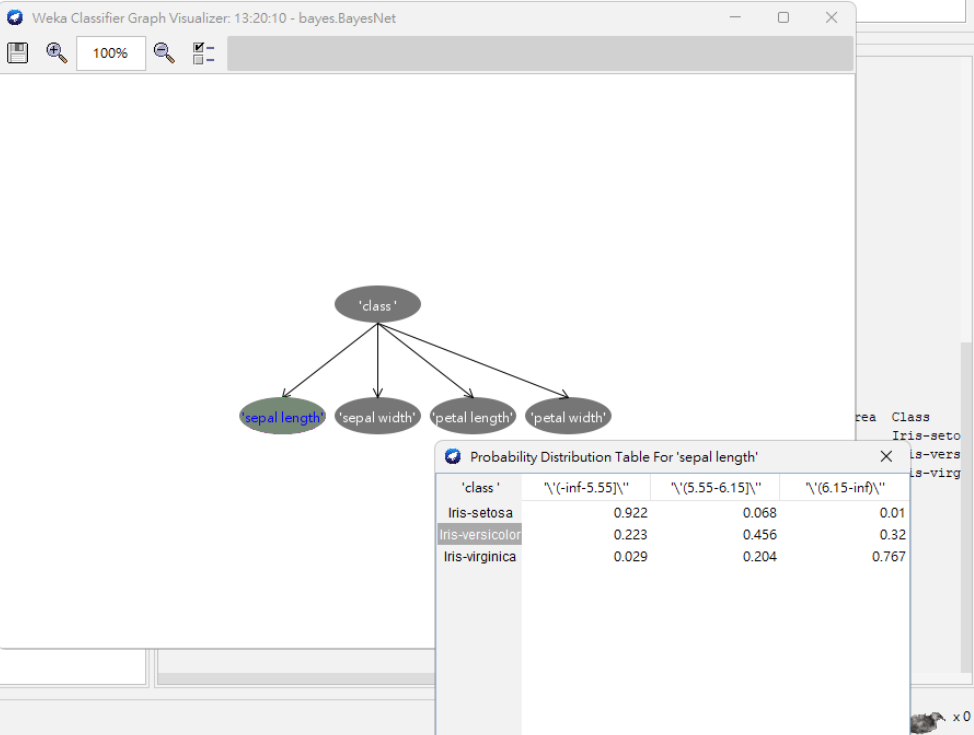 Weka Classifier Graph Visualizer: 13:20:10 - bayes.BayesNet
100%
'class '
'sepal length' 'sepal width' 'petal length' 'petal width'
Class
Iris-seto
Probability Distribution Table For 'sepal length'
'class ' '\'(-inf-5.55]\'' '\'(5.55-6.15]\'' '\'(6.15-inf)\''
Iris-setosa 0.922 0.068 0.01
Iris-versicolor 0.223 0.456 0.32
Iris-virginica 0.029 0.204 0.767
rea
is-vers
is-virg
x 0